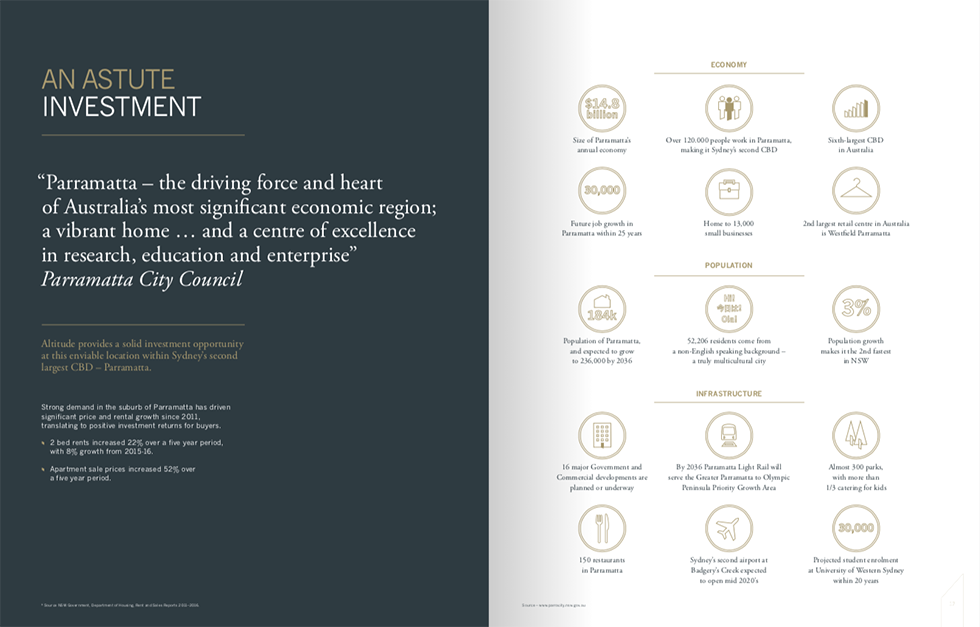 AN ASTUTE
INVESTMENT
“Parramatta – the driving force and heart
of Australia’s most significant economic region;
a vibrant home … and a centre of excellence
in research, education and enterprise”
Parramatta City Council
Altitude provides a solid investment opportunity
at this enviable location within Sydney’s second
largest CBD – Parramatta.
Strong demand in the suburb of Parramatta has driven
significant price and rental growth since 2011,
translating to positive investment returns for buyers.
2 bed rents increased 22% over a five year period,
with 8% growth from 2015-16.
Apartment sale prices increased 52% over
a five year period.
* Source NSW Government, Department of Housing, Rent and Sales Reports 2011-2016.
ECONOMY
$14.8
billion
Size of Parramatta’s
annual economy
Over 120,000 people work in Parramatta,
making it Sydney’s second CBD
Sixth-largest CBD
in Australia
30,000
Future job growth in
Parramatta within 25 years
Home to 13,000
small businesses
2nd largest retail centre in Australia
is Westfield Parramatta
POPULATION
184k
Population of Parramatta,
and expected to grow
to 236,000 by 2036
Hi!
Ola!
52,206 residents come from
a non-English speaking background –
a truly multicultural city
3%
Population growth
makes it the 2nd fastest
in NSW
INFRASTRUCTURE
16 major Government and
Commercial developments are
planned or underway
By 2036 Parramatta Light Rail will
serve the Greater Parramatta to Olympic
Peninsula Priority Growth Area
Almost 300 parks,
with more than
1/3 catering for kids
150 restaurants
in Parramatta
Sydney’s second airport at
Badgery’s Creek expected
to open mid 2020’s
30,000
Projected student enrolment
at University of Western Sydney
within 20 years